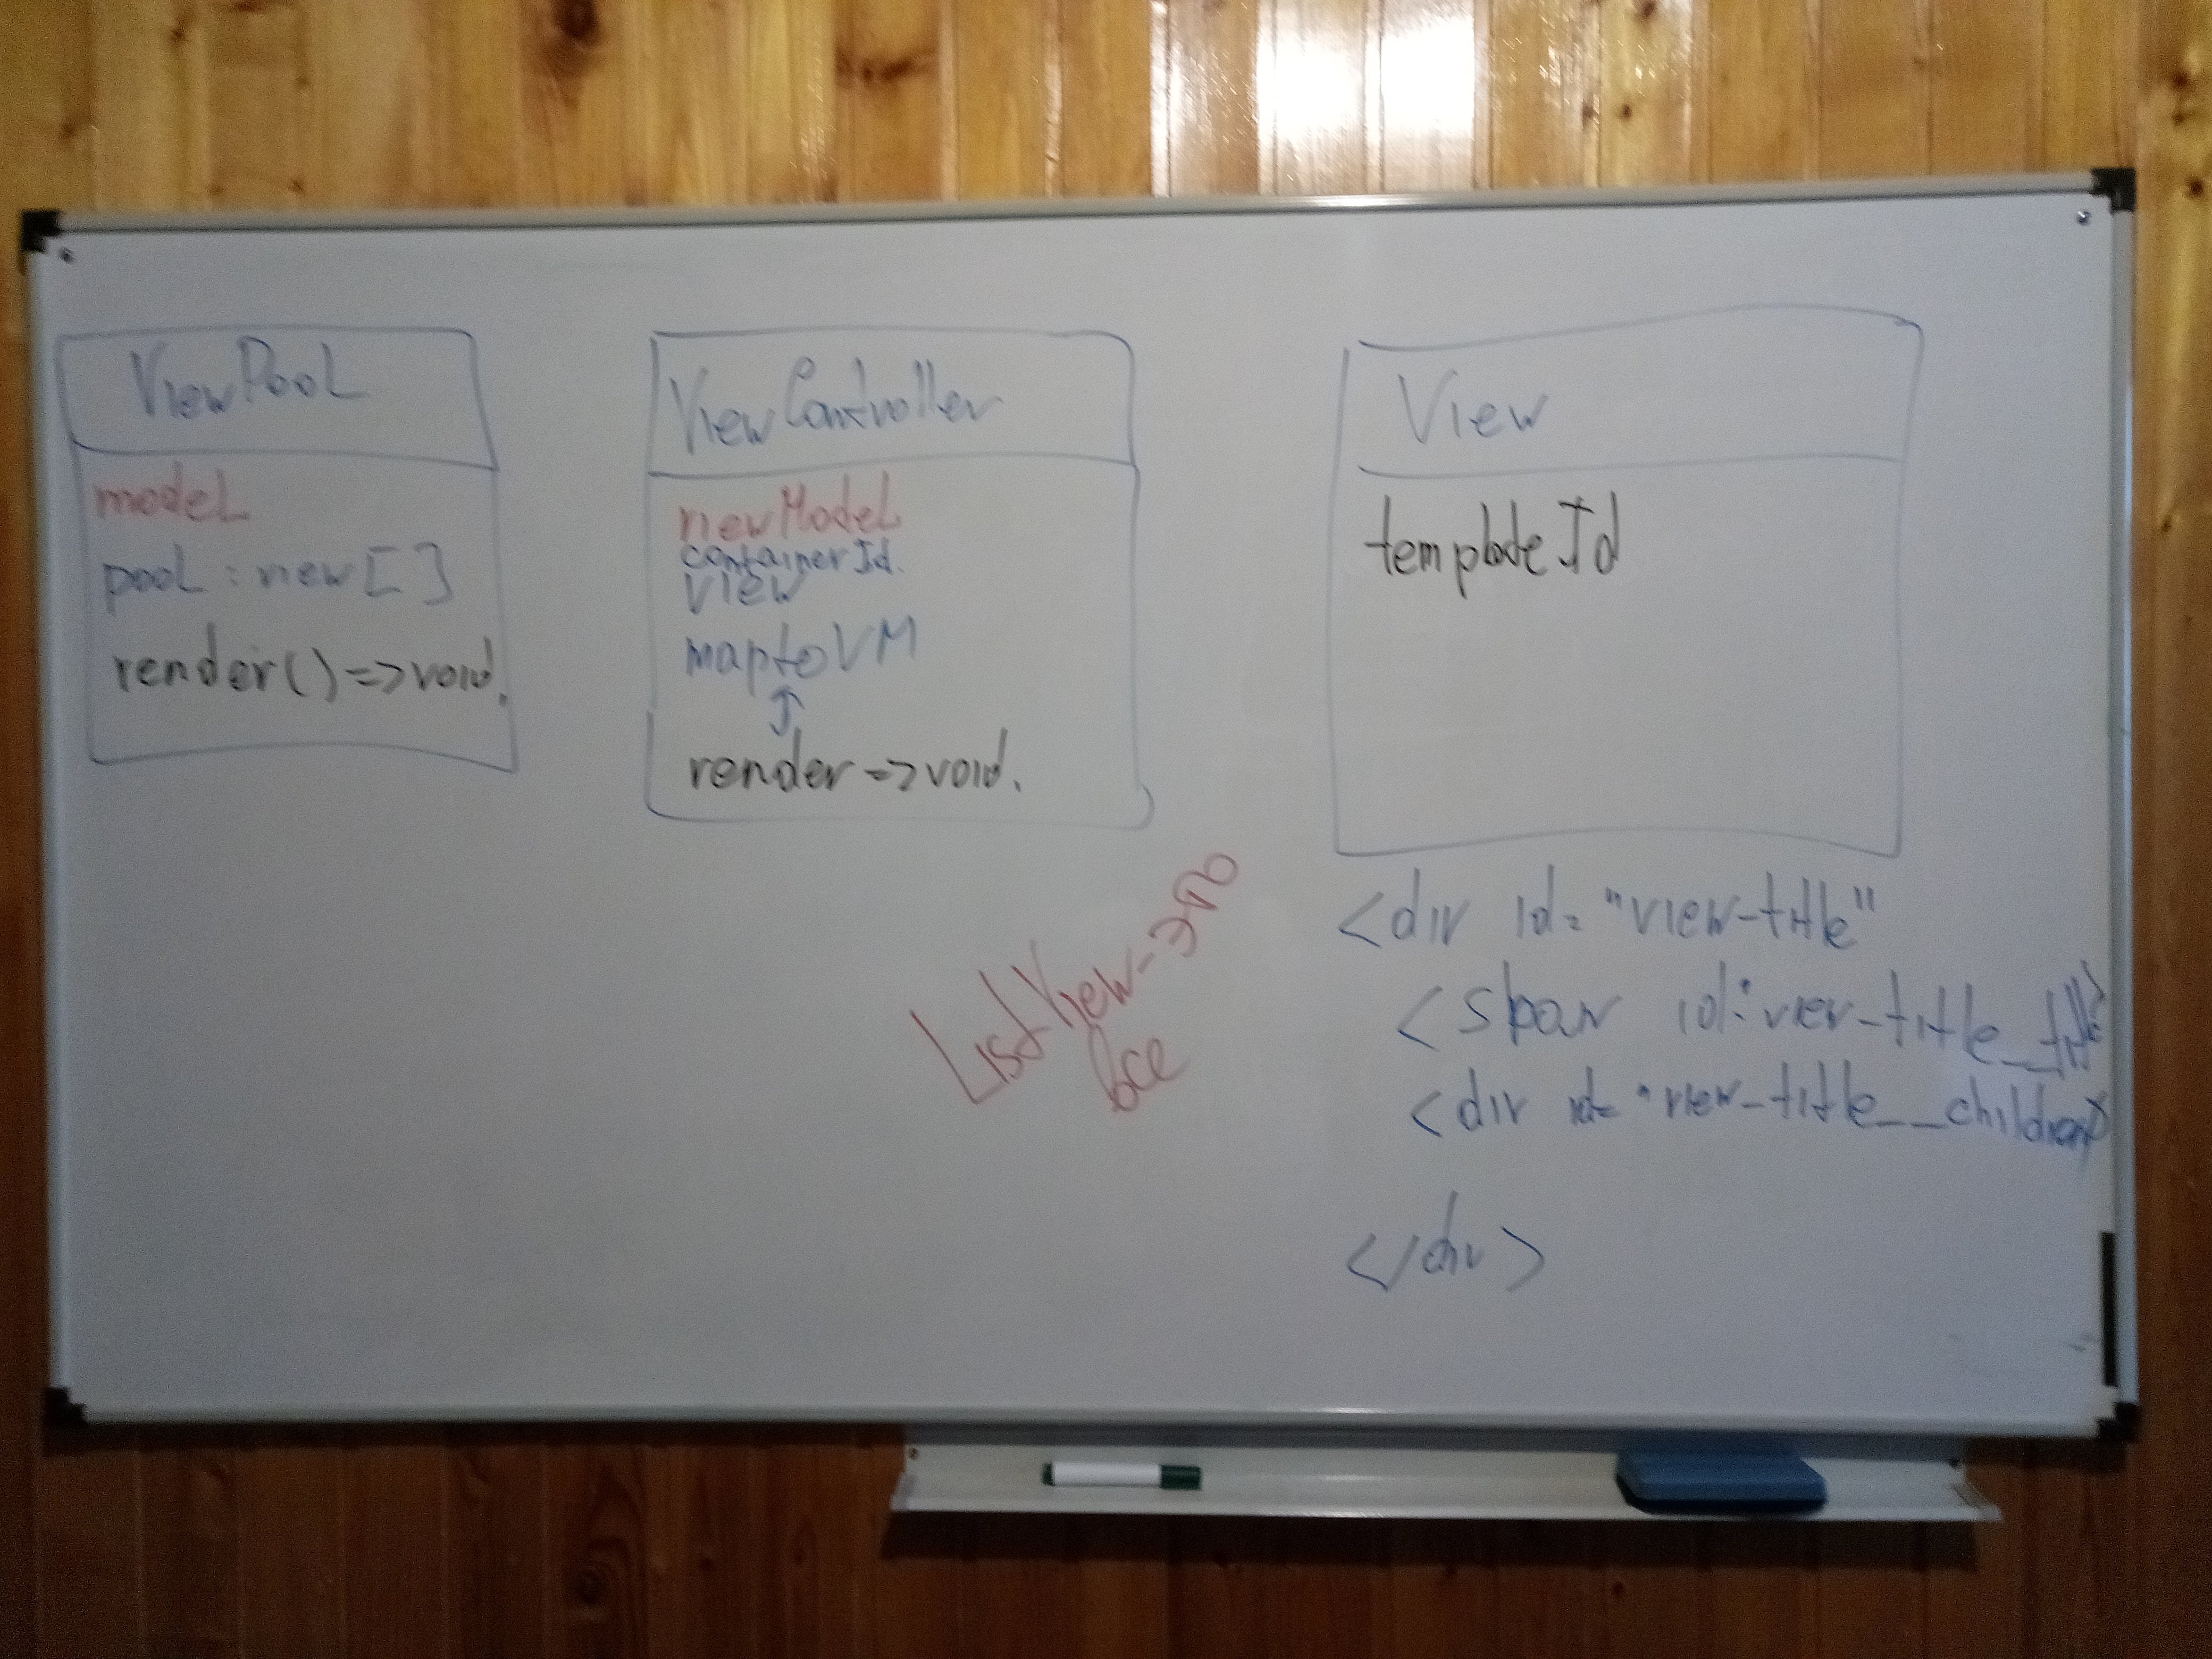 ViewPool
model
pool : view [ ]
render() => void.
ViewController
newModel
containerId.
view
maptoVM
render => void.
View
templateId
ListView - это
все
<div id= "view-title"
<span id="view-title__title>
<div id= "view-title__children>
</div>